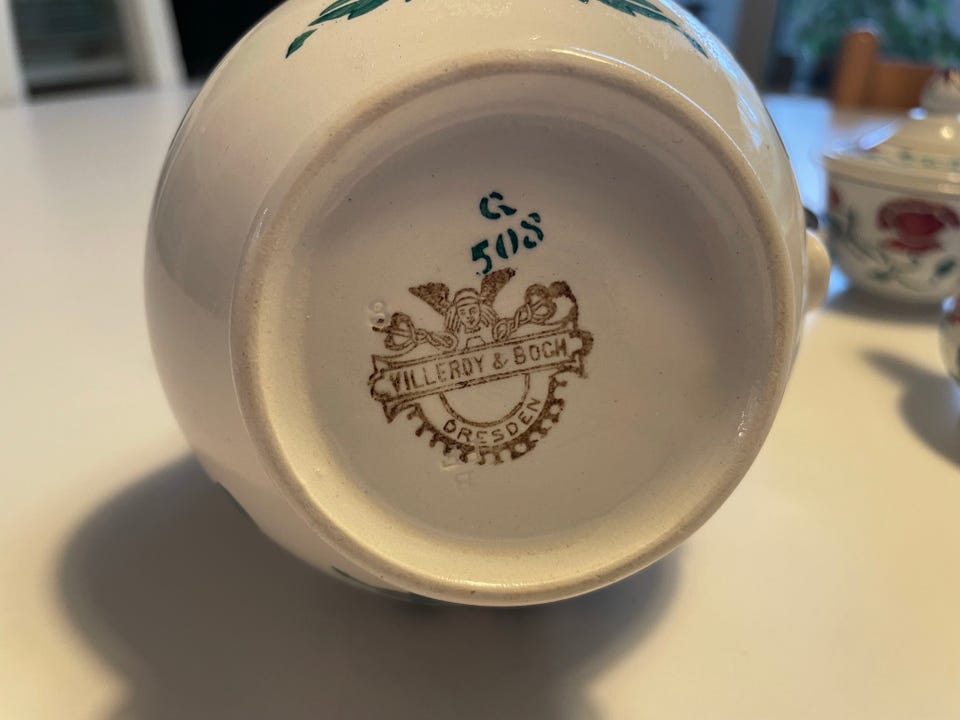 G
508
S
VILLEROY & BOCH
DRESDEN